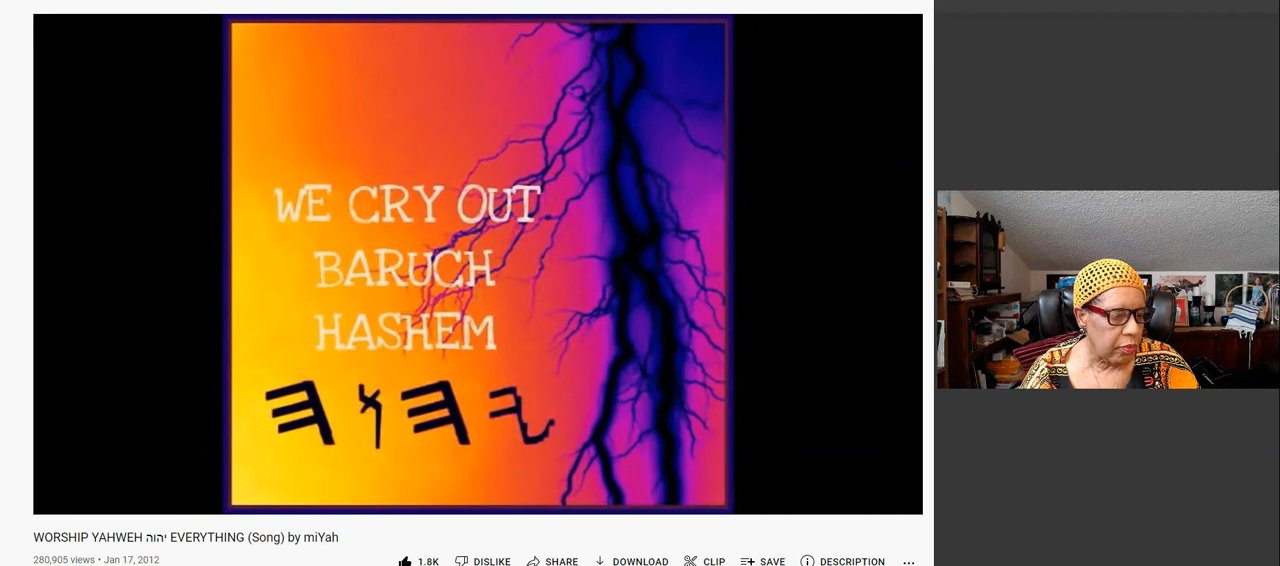 WE CRY OUT
BARUCH
HASHEM
𐤉𐤄𐤅𐤄
WORSHIP YAHWEH יהוה EVERYTHING (Song) by miYah
280,905 views • Jan 17, 2012
1.8K DISLIKE SHARE DOWNLOAD CLIP SAVE DESCRIPTION ...